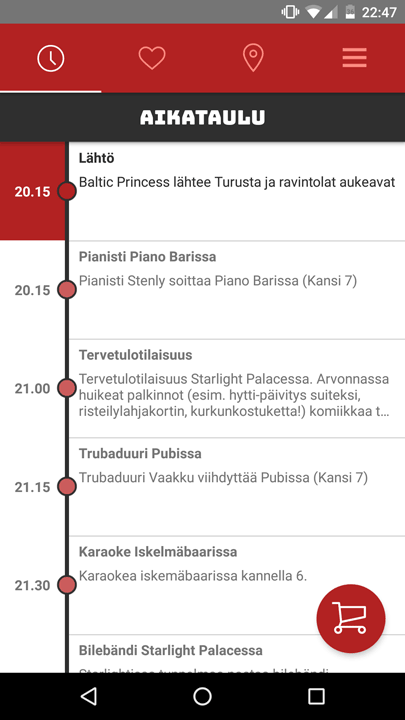 22:47
AIKATAULU
20.15
Lähtö
Baltic Princess lähtee Turusta ja ravintolat aukeavat
20.15
Pianisti Piano Barissa
Pianisti Stenly soittaa Piano Barissa (Kansi 7)
21.00
Tervetulotilaisuus
Tervetulotilaisuus Starlight Palacessa. Arvonnassa
huikeat palkinnot (esim. hytti-päivitys suiteksi,
risteilylahjakortin, kurkunkostuketta!) komiikkaa t...
21.15
Trubaduuri Pubissa
Trubaduuri Vaakku viihdyttää Pubissa (Kansi 7)
21.30
Karaoke Iskelmäbaarissa
Karaokea iskemäbaarissa kannella 6.
Bilebändi Starlight Palacessa